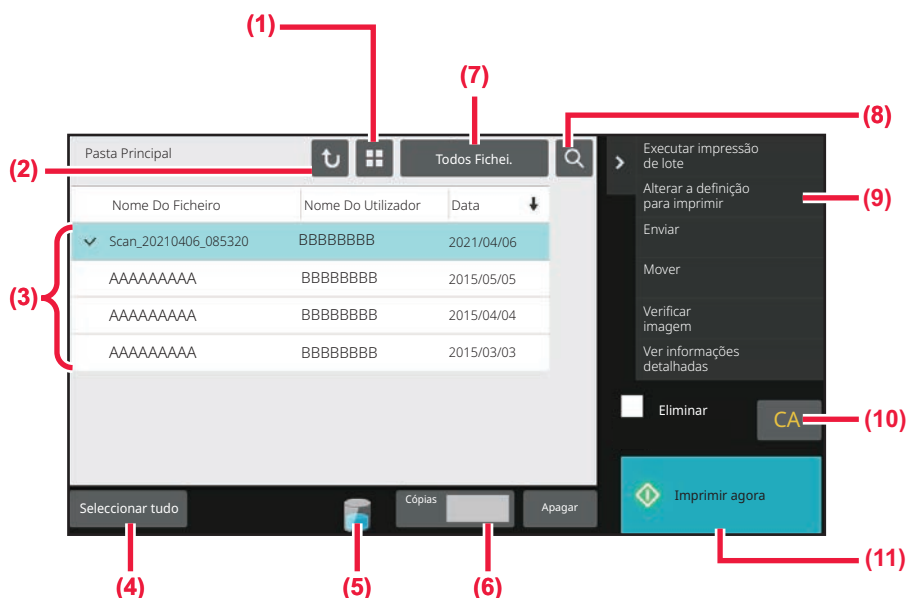 (1)
(7)
(8)
(2)
Pasta Principal
Todos Fichei.
Executar impressão
de lote
Alterar a definição
para imprimir
(9)
Nome Do Ficheiro Nome Do Utilizador Data
Enviar
(3)
Scan_20210406_085320 BBBBBBBB 2021/04/06
AAAAAAAAA BBBBBBBB 2015/05/05
AAAAAAAAA BBBBBBBB 2015/04/04
AAAAAAAAA BBBBBBBB 2015/03/03
Mover
Verificar
imagem
Ver informações
detalhadas
Eliminar
CA
(10)
Seleccionar tudo
Cópias
Apagar
Imprimir agora
(4)
(5)
(6)
(11)